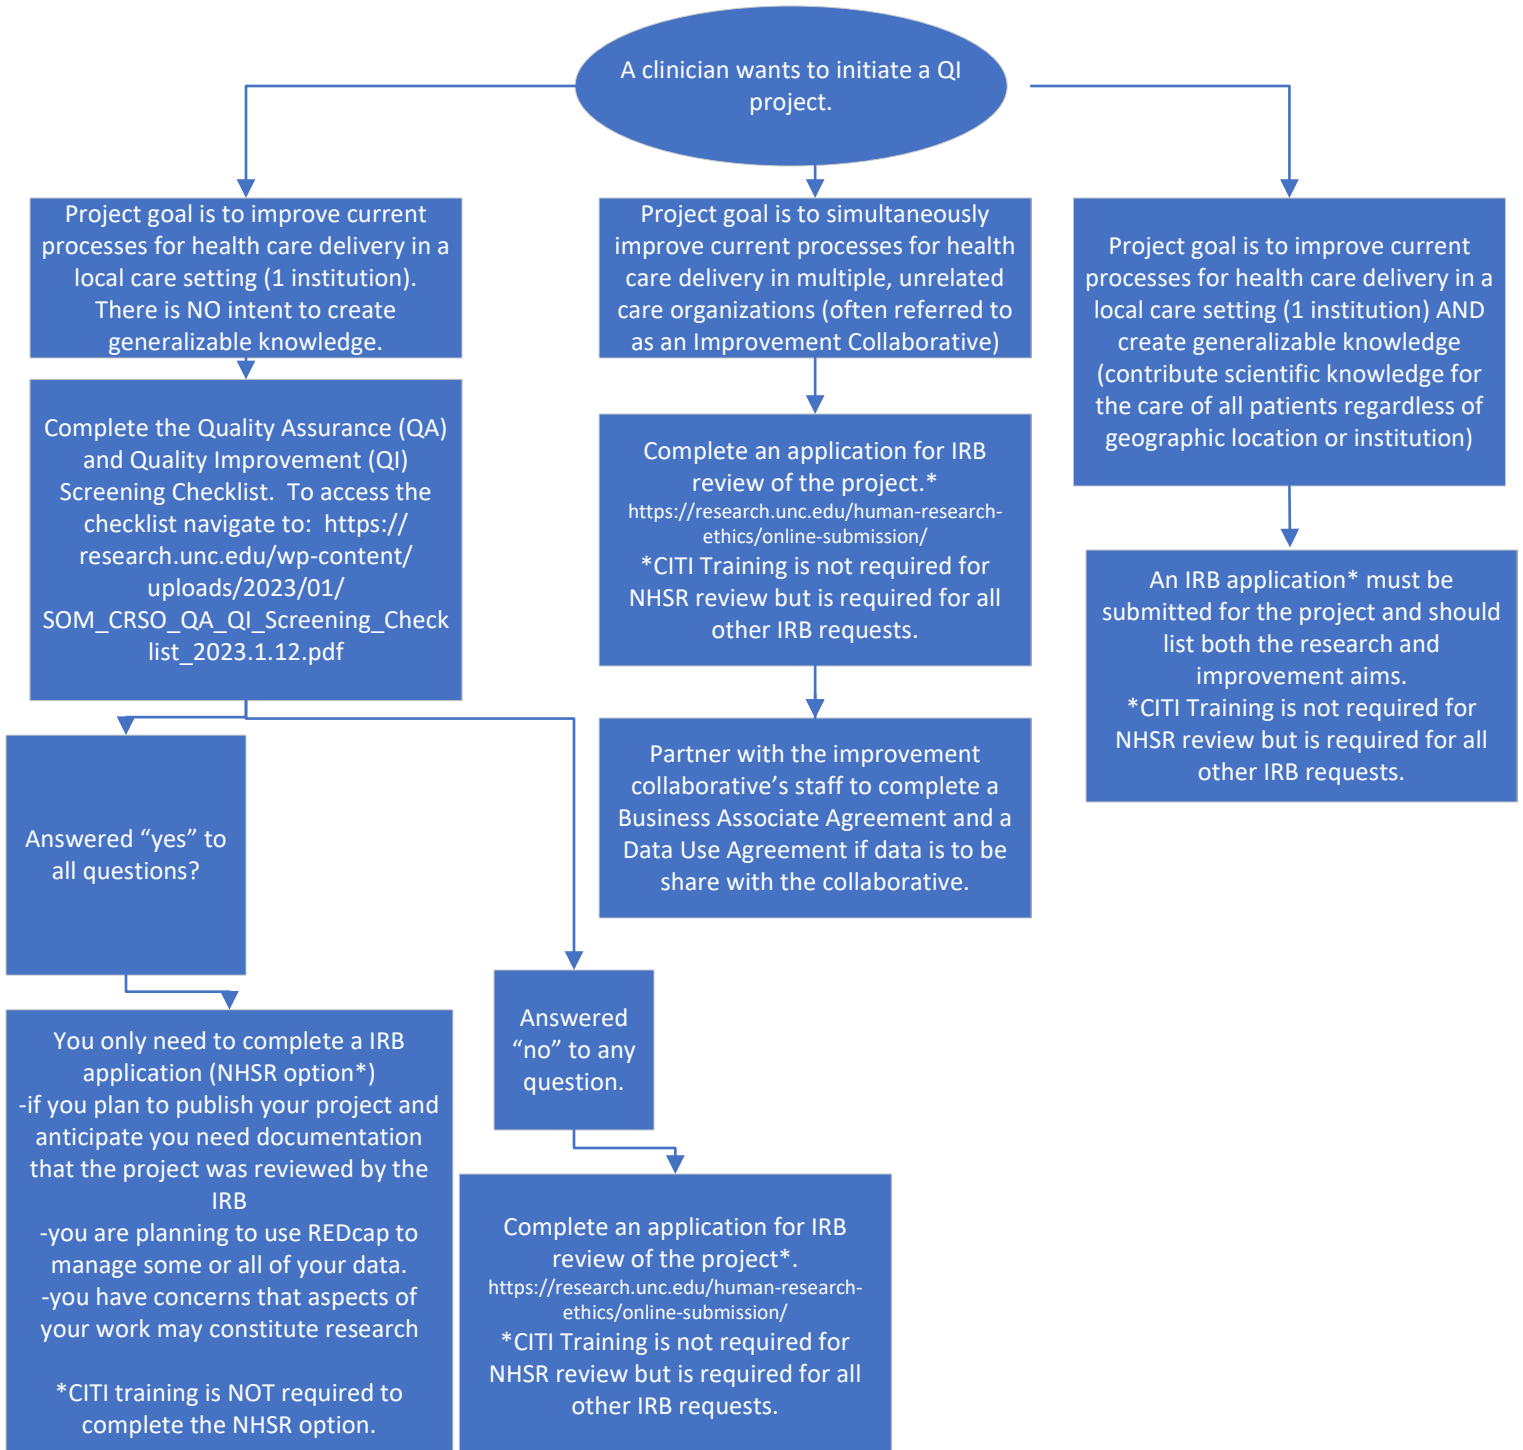 A clinician wants to initiate a QI
project.
Project goal is to improve current
processes for health care delivery in a
local care setting (1 institution).
There is NO intent to create
generalizable knowledge.
Project goal is to simultaneously
improve current processes for health
care delivery in multiple, unrelated
care organizations (often referred to
as an Improvement Collaborative)
Project goal is to improve current
processes for health care delivery in a
local care setting (1 institution) AND
create generalizable knowledge
(contribute scientific knowledge for
the care of all patients regardless of
geographic location or institution)
Complete the Quality Assurance (QA)
and Quality Improvement (QI)
Screening Checklist.  To access the
checklist navigate to:  https://
research.unc.edu/wp-content/
uploads/2023/01/
SOM_CRSO_QA_QI_Screening_Check
list_2023.1.12.pdf
Complete an application for IRB
review of the project.*
https://research.unc.edu/human-research-
ethics/online-submission/
*CITI Training is not required for
NHSR review but is required for all
other IRB requests.
An IRB application* must be
submitted for the project and should
list both the research and
improvement aims.
*CITI Training is not required for
NHSR review but is required for all
other IRB requests.
Partner with the improvement
collaborative’s staff to complete a
Business Associate Agreement and a
Data Use Agreement if data is to be
share with the collaborative.
Answered “yes” to
all questions?
Answered
“no” to any
question.
You only need to complete a IRB
application (NHSR option*)
-if you plan to publish your project and
anticipate you need documentation
that the project was reviewed by the
IRB
-you are planning to use REDcap to
manage some or all of your data.
-you have concerns that aspects of
your work may constitute research
*CITI training is NOT required to
complete the NHSR option.
Complete an application for IRB
review of the project*.
https://research.unc.edu/human-research-
ethics/online-submission/
*CITI Training is not required for
NHSR review but is required for all
other IRB requests.